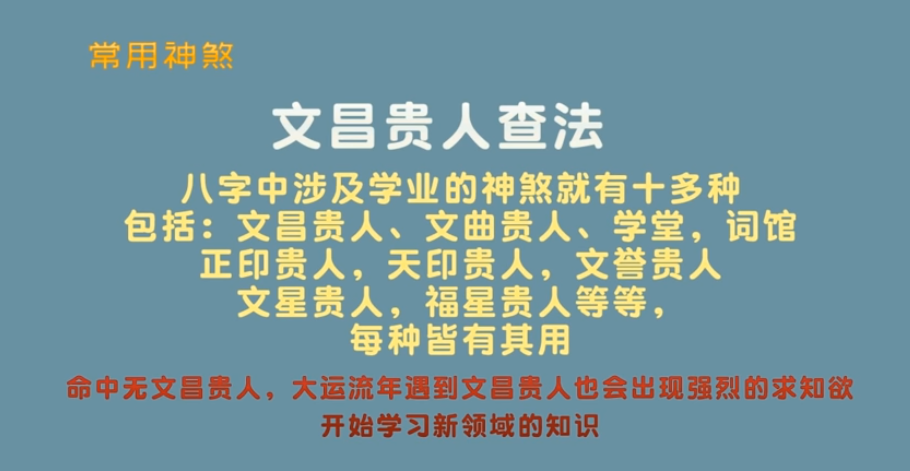 常用神煞
文昌贵人查法
八字中涉及学业的神煞就有十多种
包括：文昌贵人、文曲贵人、学堂，词馆
正印贵人，天印贵人，文誉贵人
文星贵人，福星贵人等等，
每种皆有其用
命中无文昌贵人，大运流年遇到文昌贵人也会出现强烈的求知欲
开始学习新领域的知识